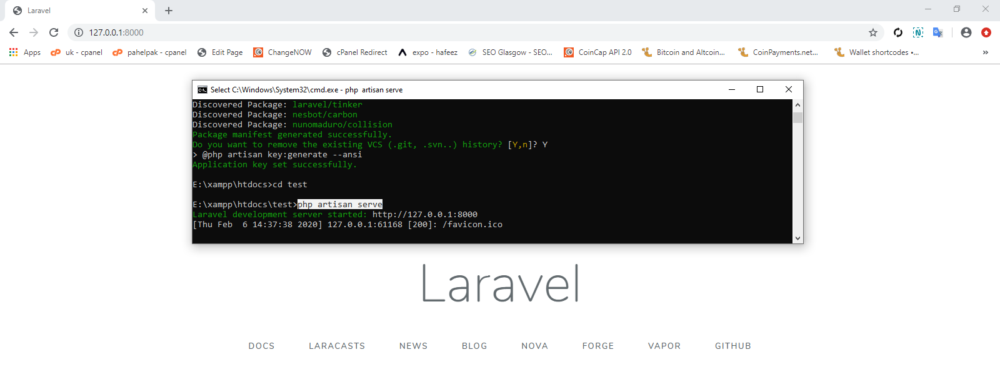 Laravel
127.0.0.1:8000
Apps uk - cpanel pahelpak - cpanel Edit Page ChangeNOW cPanel Redirect expo - hafeez SEO Glasgow - SEO... CoinCap API 2.0 Bitcoin and Altcoin... CoinPayments.net... Wallet shortcodes •... »
Select C:\Windows\System32\cmd.exe - php  artisan serve
Discovered Package: laravel/tinker
Discovered Package: nesbot/carbon
Discovered Package: nunomaduro/collision
Package manifest generated successfully.
Do you want to remove the existing VCS (.git, .svn..) history? [Y,n]? Y
> @php artisan key:generate --ansi
Application key set successfully.
E:\xampp\htdocs>cd test
E:\xampp\htdocs\test>php artisan serve
Laravel development server started: http://127.0.0.1:8000
[Thu Feb  6 14:37:38 2020] 127.0.0.1:61168 [200]: /favicon.ico
Laravel
DOCS LARACASTS NEWS BLOG NOVA FORGE VAPOR GITHUB